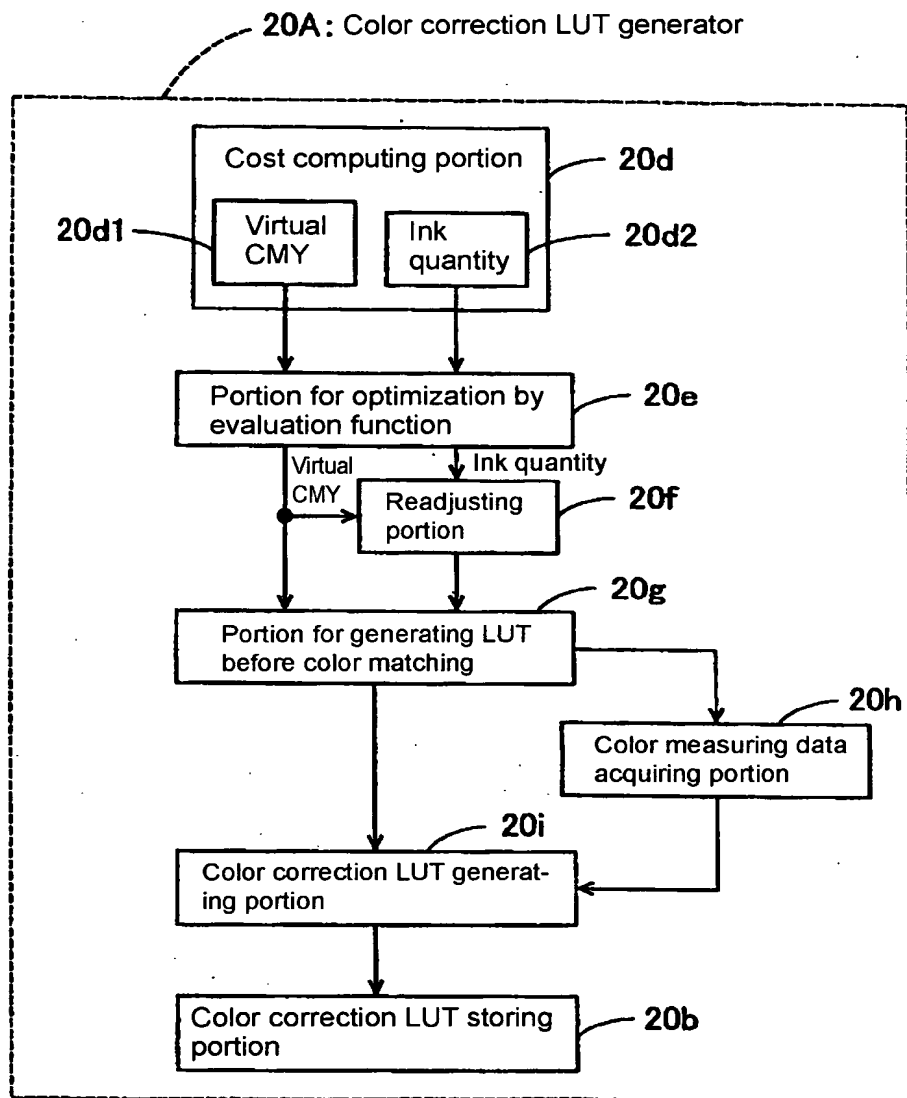 20A: Color correction LUT generator
Cost computing portion
20d
20d1
Virtual
CMY
Ink
quantity
20d2
Portion for optimization by
evaluation function
20e
Virtual
CMY
Ink quantity
Readjusting
portion
20f
20g
Portion for generating LUT
before color matching
20h
Color measuring data
acquiring portion
20i
Color correction LUT generat-
ing portion
Color correction LUT storing
portion
20b